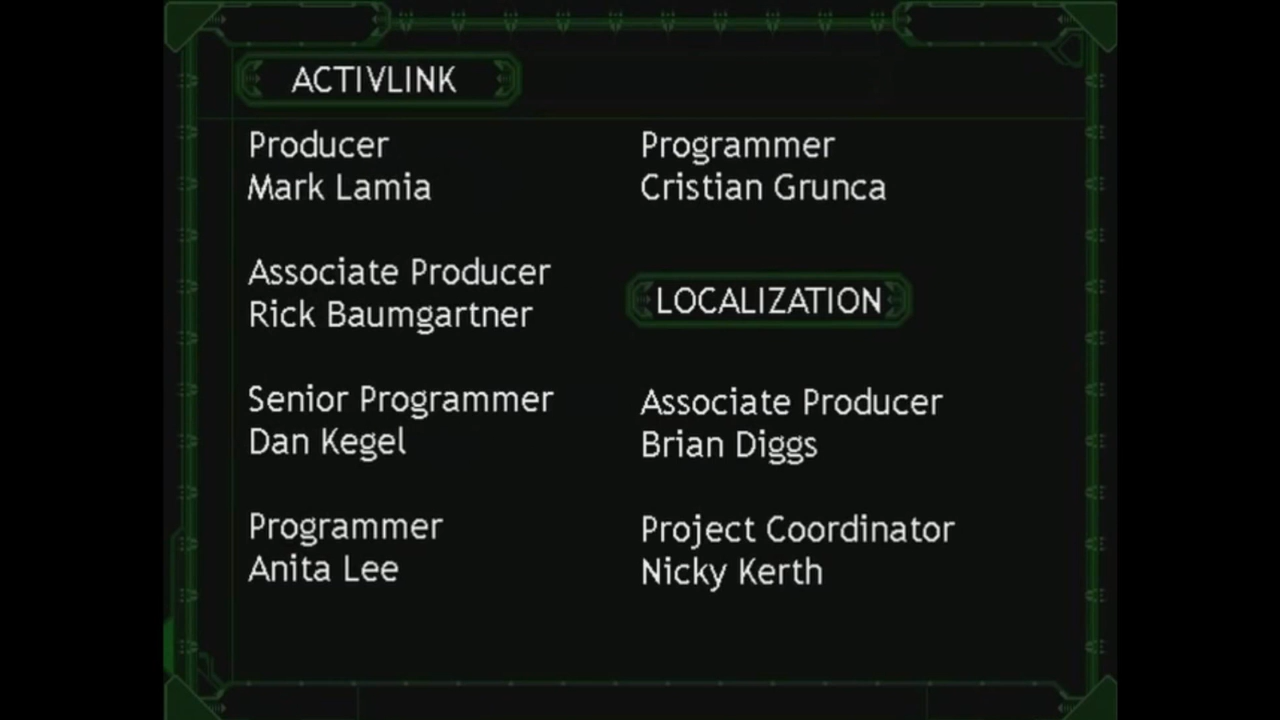 ACTIVLINK
Producer
Mark Lamia
Associate Producer
Rick Baumgartner
Senior Programmer
Dan Kegel
Programmer
Anita Lee
Programmer
Cristian Grunca
LOCALIZATION
Associate Producer
Brian Diggs
Project Coordinator
Nicky Kerth